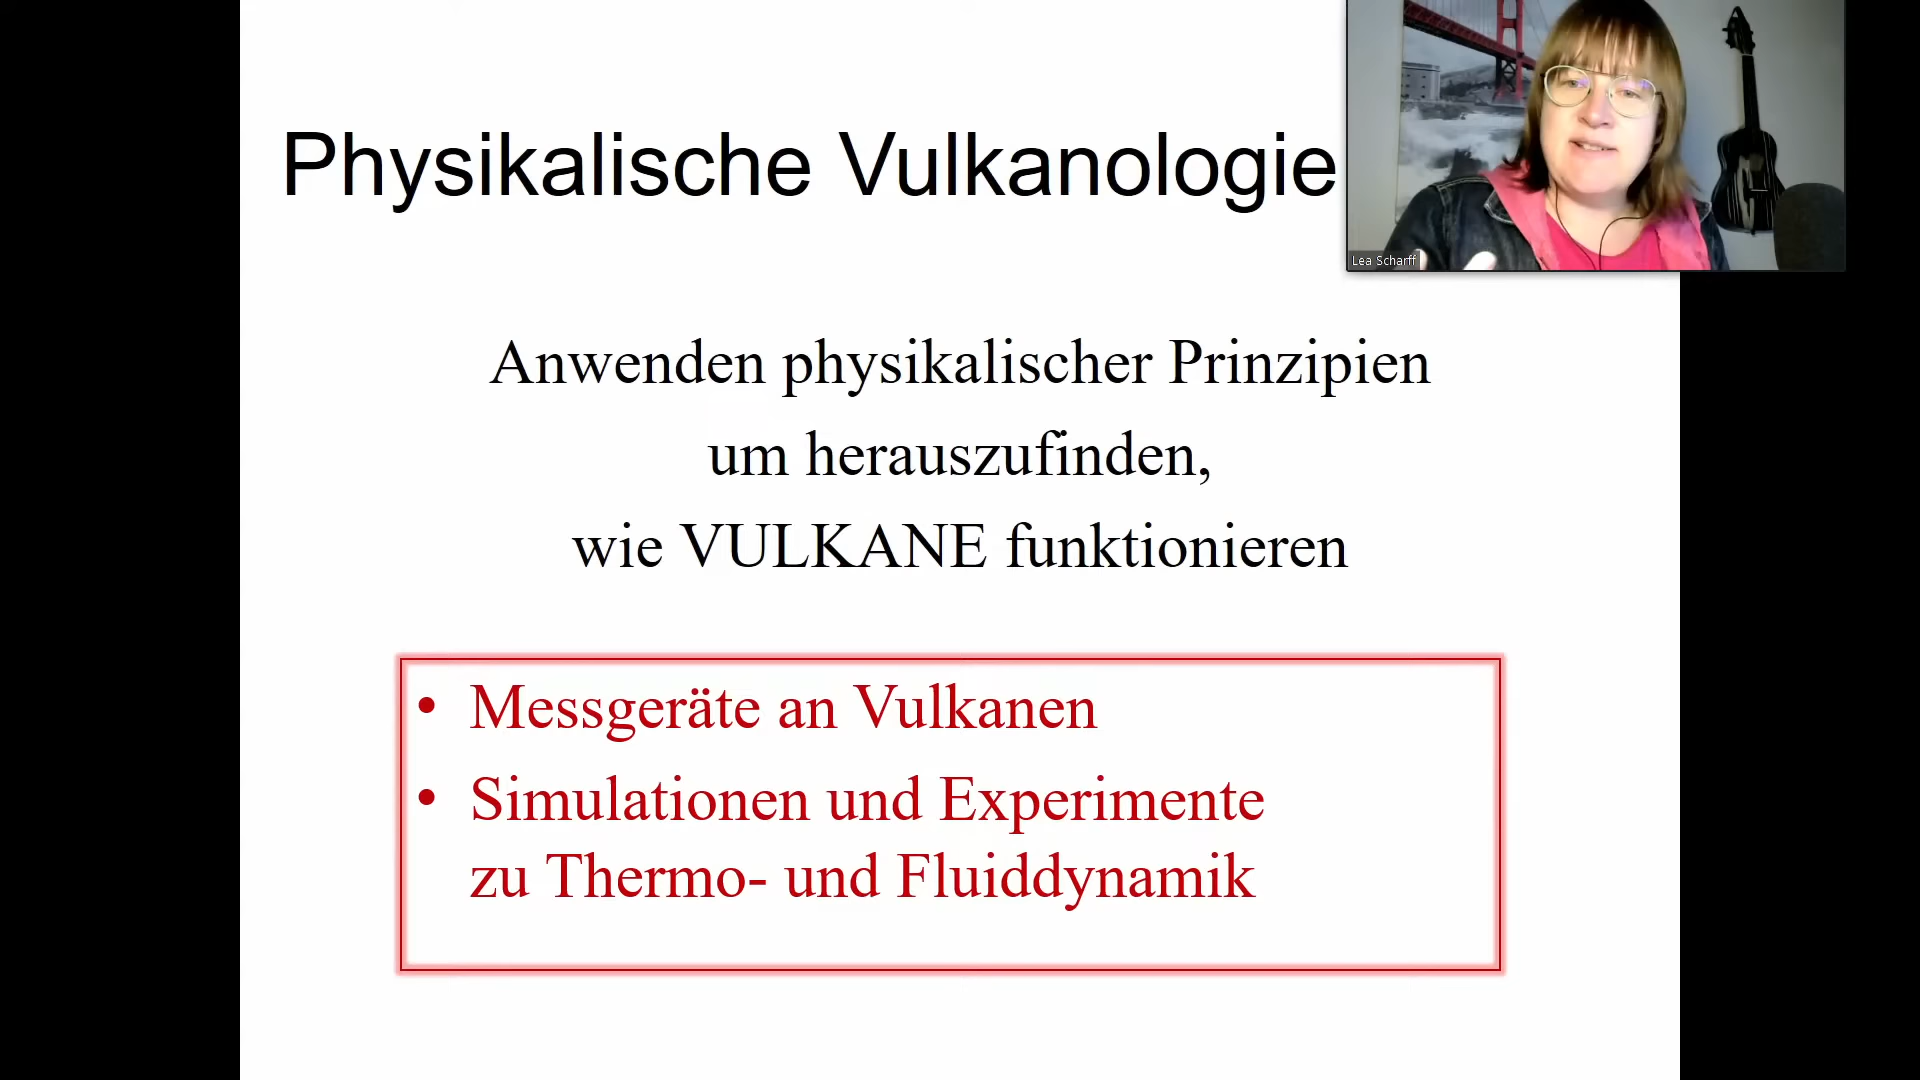 Physikalische Vulkanologie
Lea Scharff
Anwenden physikalischer Prinzipien
um herauszufinden,
wie VULKANE funktionieren
• Messgeräte an Vulkanen
• Simulationen und Experimente
zu Thermo- und Fluiddynamik